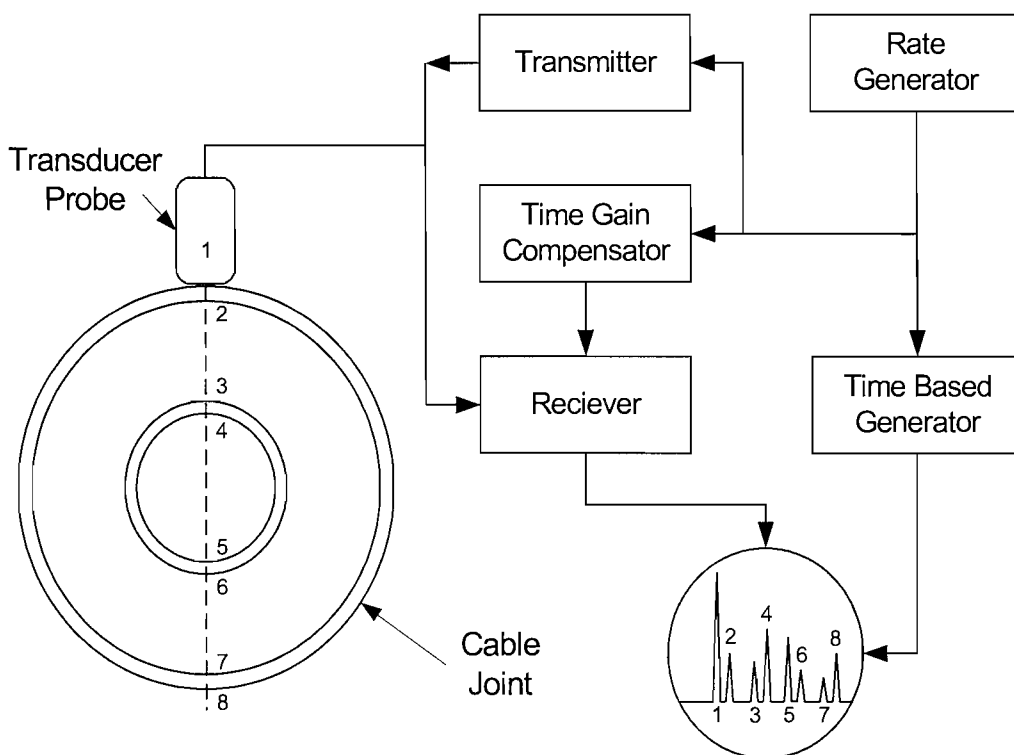 Transmitter
Rate
Generator
Transducer
Probe
Time Gain
Compensator
1
2
3
4
5
6
7
8
Reciever
Time Based
Generator
Cable
Joint
4
2
8
6
1
3
5
7